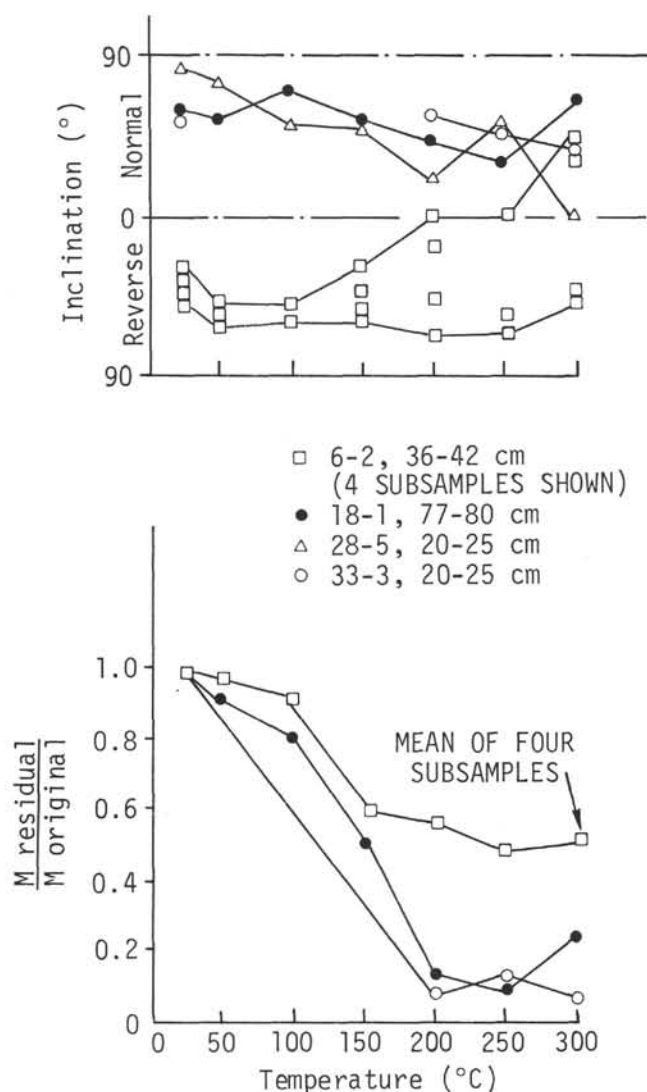 90
Normal
Inclination (°)
0
Reverse
90
6-2, 36-42 cm
(4 SUBSAMPLES SHOWN)
18-1, 77-80 cm
28-5, 20-25 cm
33-3, 20-25 cm
1.0
0.8
0.6
0.4
0.2
0
M residual
M original
MEAN OF FOUR
SUBSAMPLES
0 50 100 150 200 250 300
Temperature (°C)